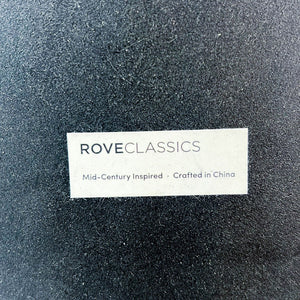 ROVECLASSICS
Mid-Century Inspired · Crafted in China